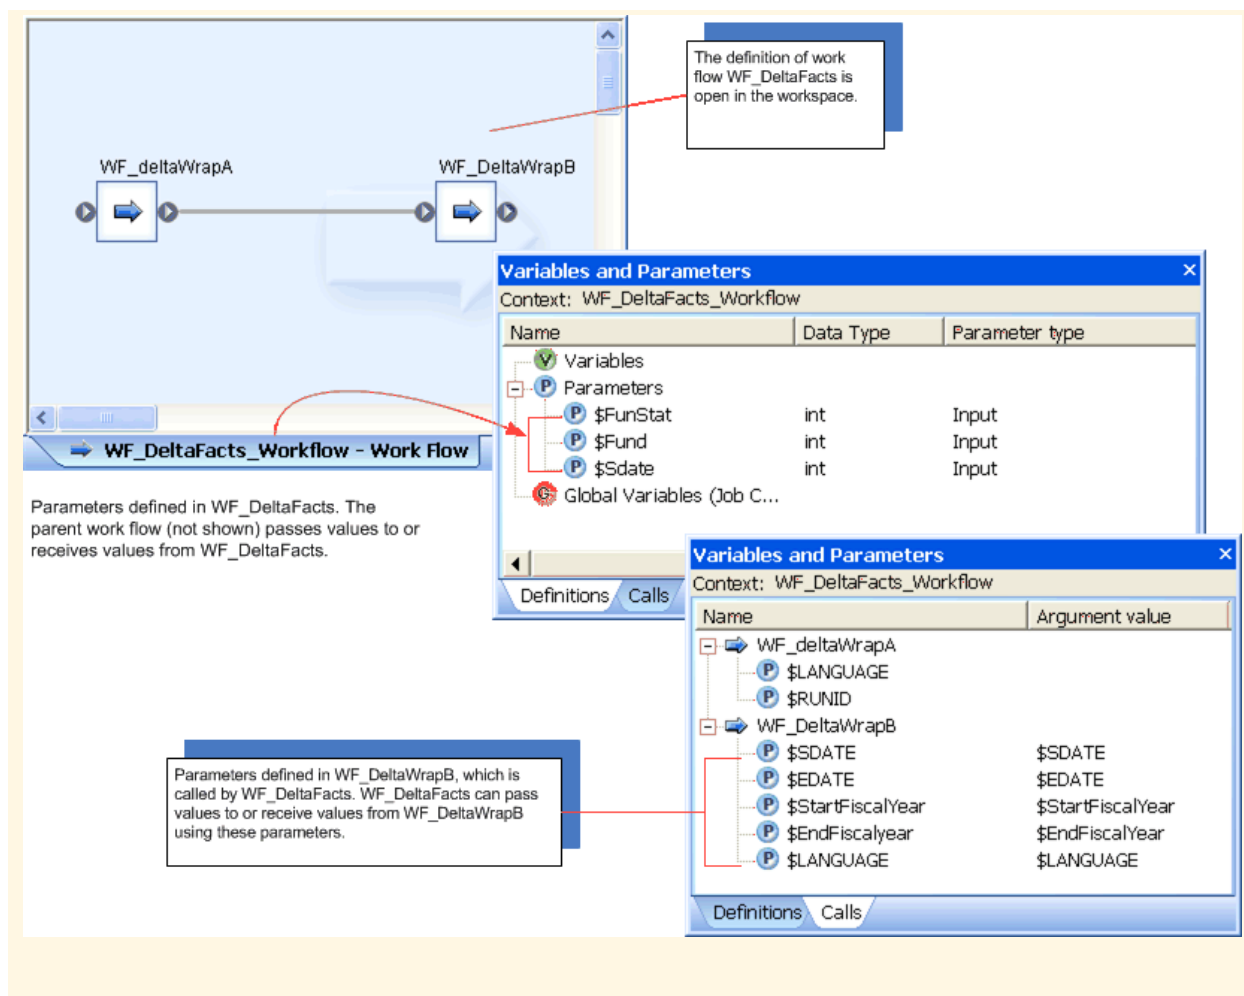 The definition of work
flow WF_DeltaFacts is
open in the workspace.
WF_deltaWrapA
WF_DeltaWrapB
WF_DeltaFacts_Workflow - Work Flow
Parameters defined in WF_DeltaFacts. The
parent work flow (not shown) passes values to or
receives values from WF_DeltaFacts.
Variables and Parameters
Context: WF_DeltaFacts_Workflow
Name Data Type Parameter type
V Variables
P Parameters
P $FunStat int Input
P $Fund int Input
P $Sdate int Input
G Global Variables (Job C...
Definitions Calls
Variables and Parameters
Context: WF_DeltaFacts_Workflow
Name Argument value
WF_deltaWrapA
P $LANGUAGE
P $RUNID
WF_DeltaWrapB
P $SDATE $SDATE
P $EDATE $EDATE
P $StartFiscalYear $StartFiscalYear
P $EndFiscalyear $EndFiscalYear
P $LANGUAGE $LANGUAGE
Definitions Calls
Parameters defined in WF_DeltaWrapB, which is
called by WF_DeltaFacts. WF_DeltaFacts can pass
values to or receive values from WF_DeltaWrapB
using these parameters.